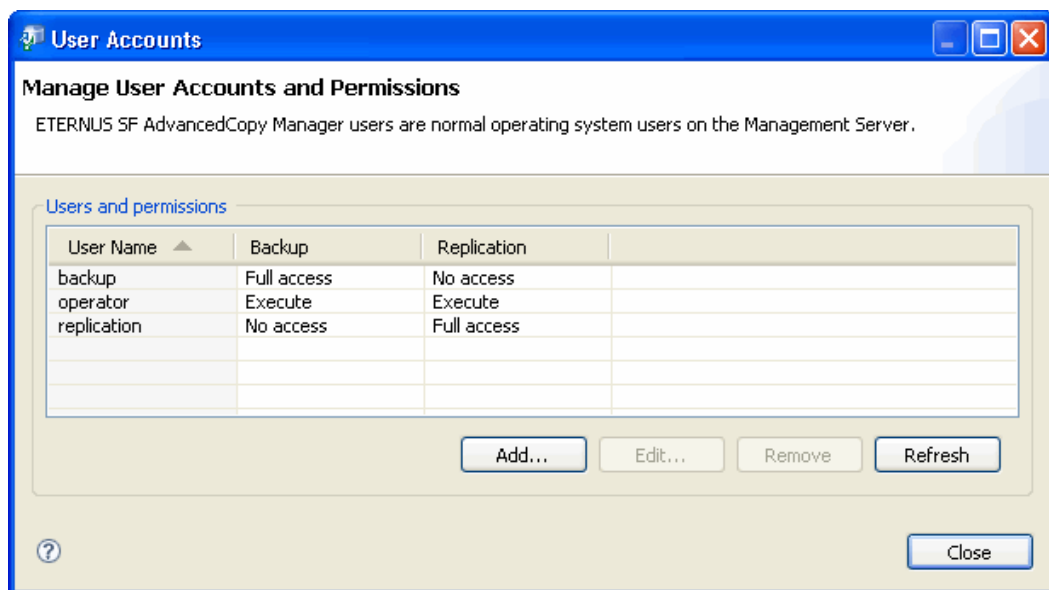 User Accounts
Manage User Accounts and Permissions
ETERNUS SF AdvancedCopy Manager users are normal operating system users on the Management Server.
Users and permissions
User Name Backup Replication
backup Full access No access
operator Execute Execute
replication No access Full access
Add... Edit... Remove Refresh
? Close